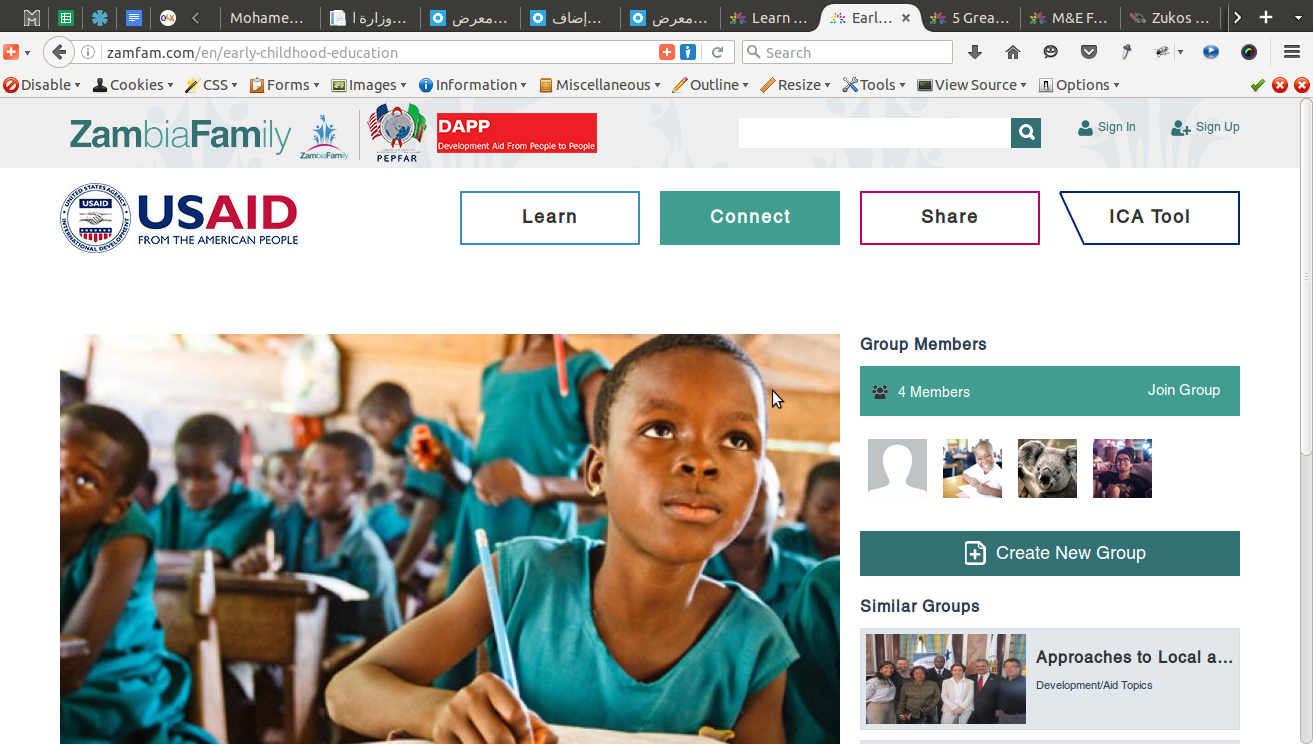 Mohame...
وزارة ا...
معرض...
إضاف...
معرض...
Learn ...
Earl...
5 Grea...
M&E F...
Zukos ...
zamfam.com/en/early-childhood-education
Search
Disable
Cookies
CSS
Forms
Images
Information
Miscellaneous
Outline
Resize
Tools
View Source
Options
ZambiaFamily
ZambiaFamily
PEPFAR
DAPP
Development Aid From People to People
Sign In
Sign Up
UNITED STATES AGENCY
USAID
INTERNATIONAL DEVELOPMENT
USAID
FROM THE AMERICAN PEOPLE
Learn
Connect
Share
ICA Tool
Group Members
4 Members
Join Group
Create New Group
Similar Groups
Approaches to Local a...
Development/Aid Topics